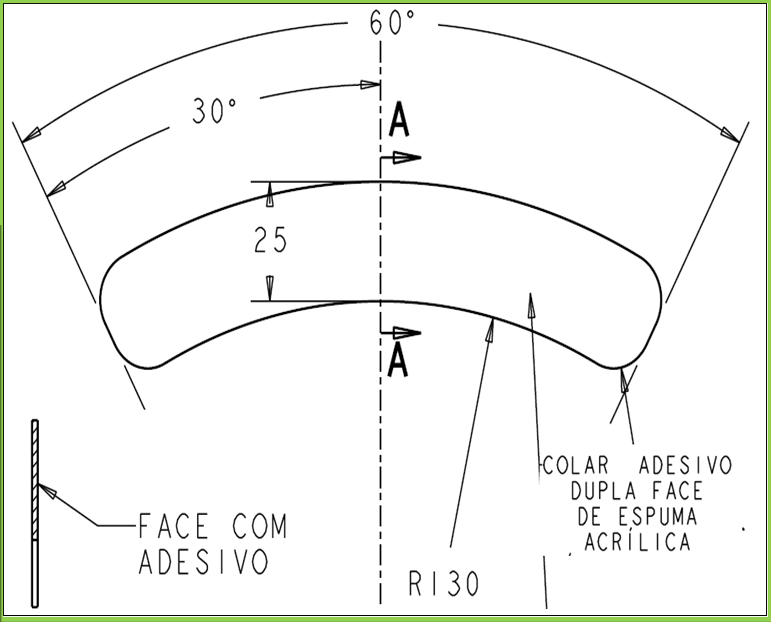 60°
30°
A
25
A
COLAR ADESIVO
DUPLA FACE
DE ESPUMA
ACRÍLICA
FACE COM
ADESIVO
R130